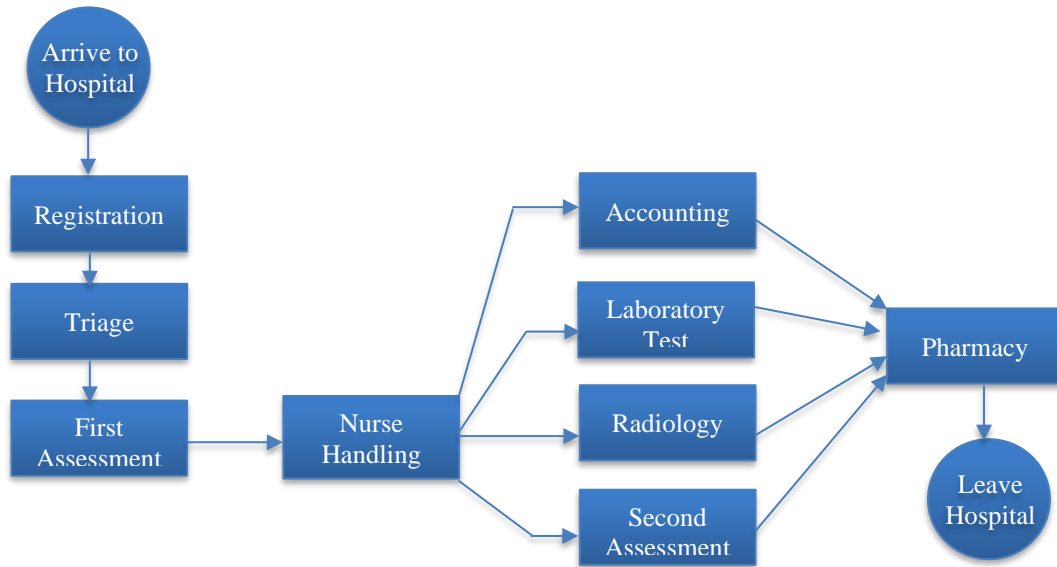 Arrive to
Hospital
Registration
Triage
First
Assessment
Nurse
Handling
Accounting
Laboratory
Test
Radiology
Second
Assessment
Pharmacy
Leave
Hospital